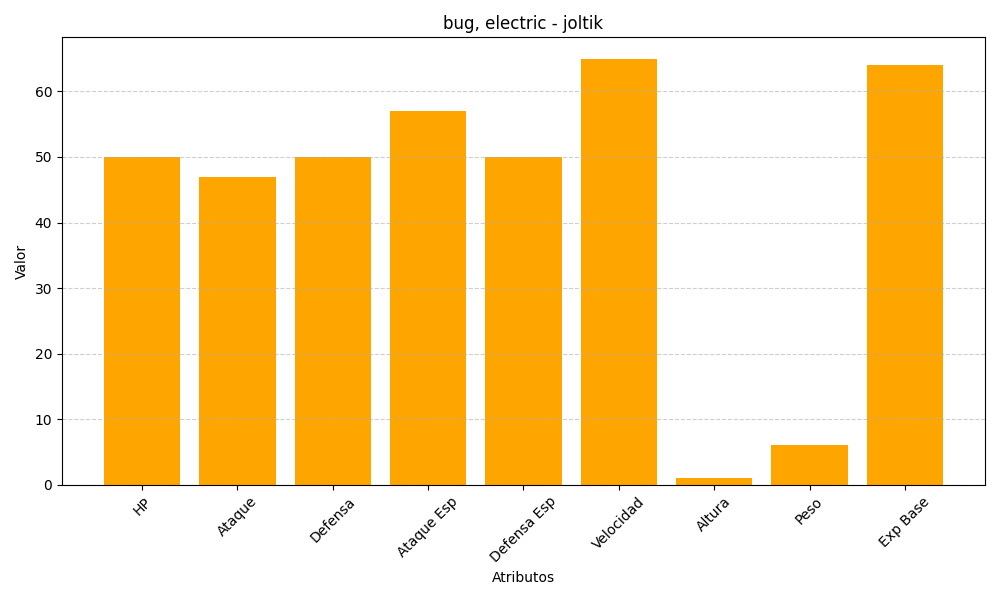 bug, electric - joltik
Valor
60
50
40
30
20
10
0
HP
Ataque
Defensa
Ataque Esp
Defensa Esp
Velocidad
Altura
Peso
Exp Base
Atributos